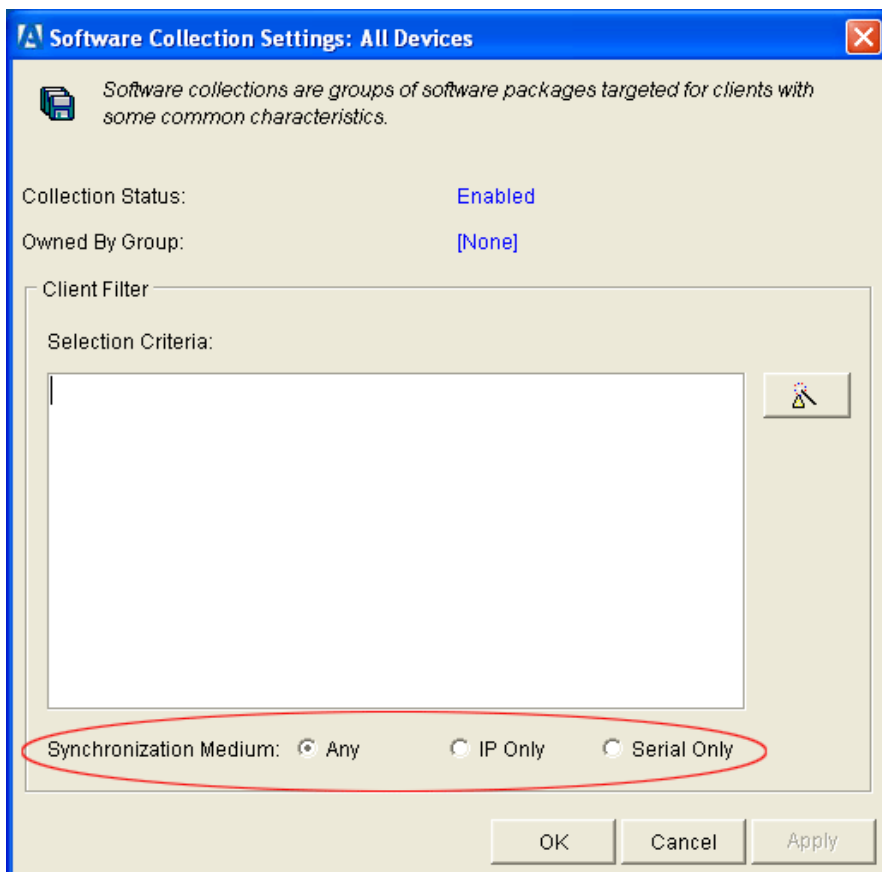 Software Collection Settings: All Devices
Software collections are groups of software packages targeted for clients with
some common characteristics.
Collection Status: Enabled
Owned By Group: [None]
Client Filter
Selection Criteria:
Synchronization Medium: Any IP Only Serial Only
OK Cancel Apply